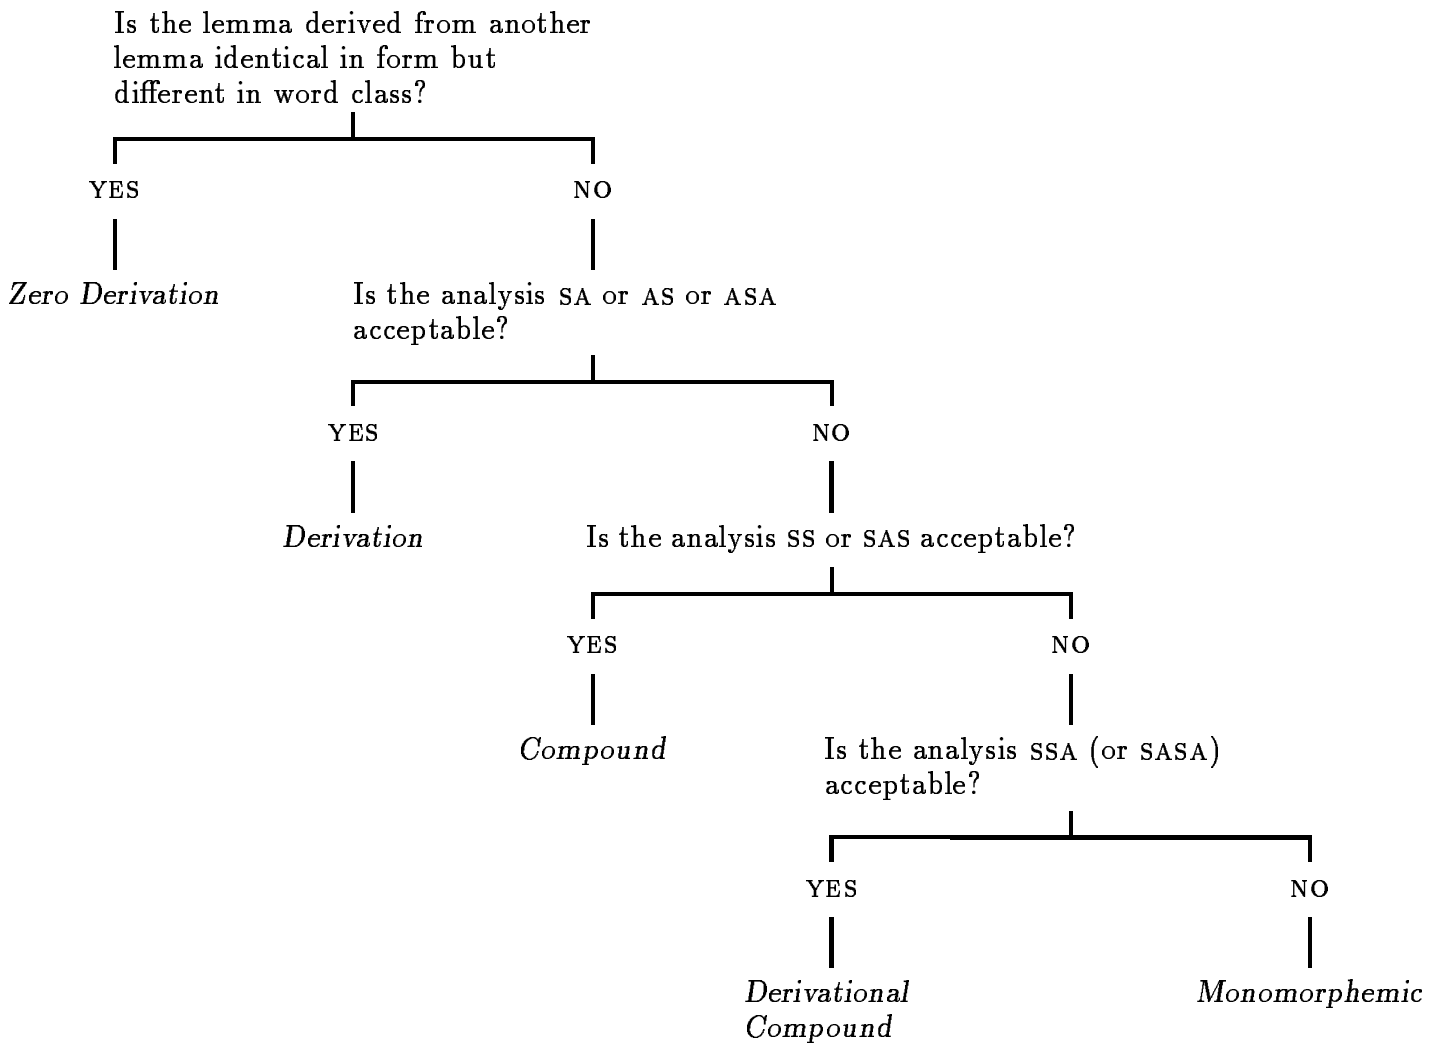 Is the lemma derived from another
lemma identical in form but
different in word class?
YES
NO
Zero Derivation
Is the analysis SA or AS or ASA
acceptable?
YES
NO
Derivation
Is the analysis SS or SAS acceptable?
YES
NO
Compound
Is the analysis SSA (or SASA)
acceptable?
YES
NO
Derivational
Compound
Monomorphemic